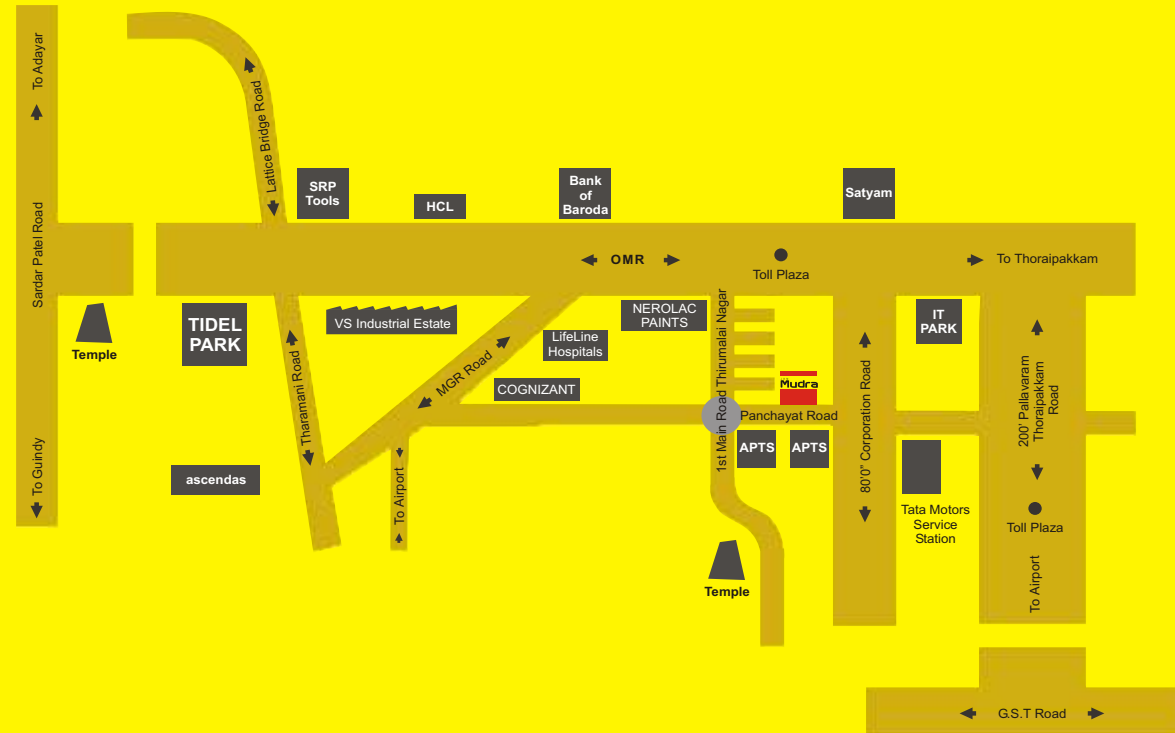 To Adayar
Sardar Patel Road
To Guindy
Lattice Bridge Road
SRP
Tools
HCL
Bank
of
Baroda
Satyam
OMR
Toll Plaza
To Thoraipakkam
Temple
TIDEL
PARK
Tharamani Road
VS Industrial Estate
MGR Road
LifeLine
Hospitals
NEROLAC
PAINTS
COGNIZANT
1st Main Road Thirumalai Nagar
Mudra
Panchayat Road
APTS
APTS
80'0" Corporation Road
IT
PARK
200' Pallavaram
Thoraipakkam
Road
ascendas
To Airport
Tata Motors
Service
Station
Toll Plaza
To Airport
Temple
G.S.T Road